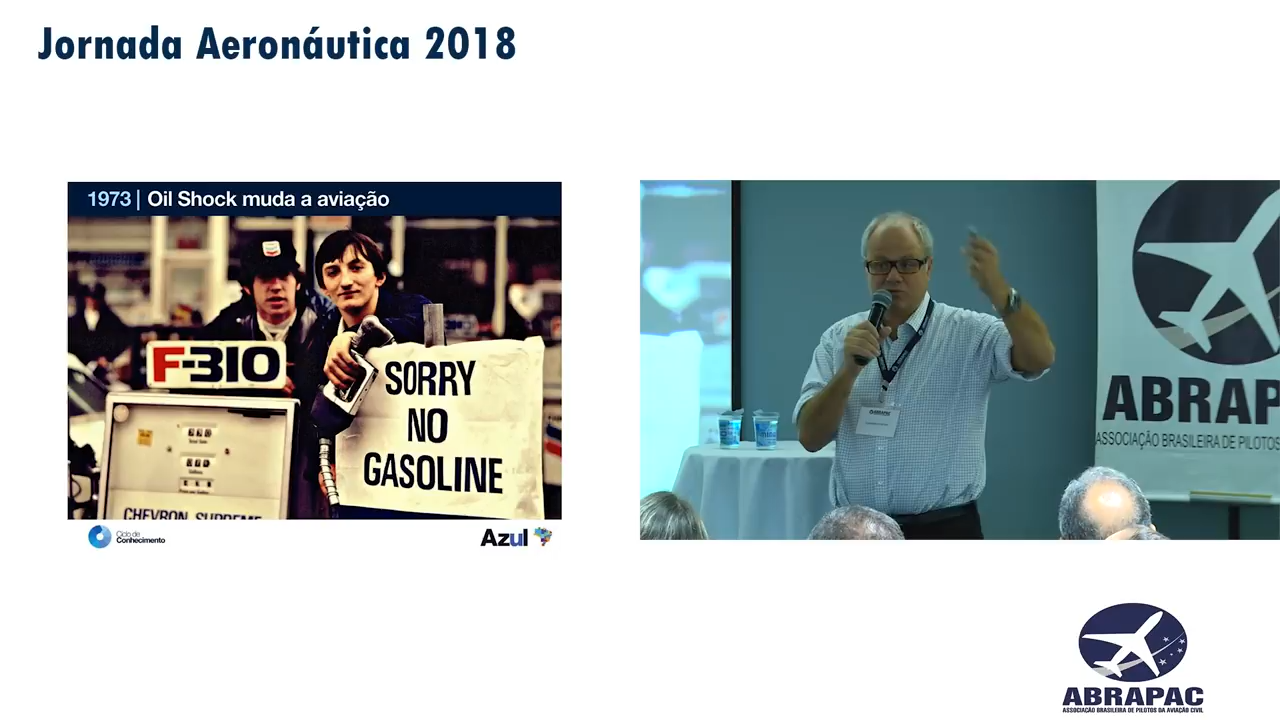 Jornada Aeronáutica 2018
1973 | Oil Shock muda a aviação
F-310
SORRY
NO
GASOLINE
CHEVRON SUPREME
Ciclo de
Conhecimento
Azul
ABRAPAC
ABRAP
ASSOCIAÇÃO BRASILEIRA DE PILOTOS
ABRAPAC
ASSOCIAÇÃO BRASILEIRA DE PILOTOS DA AVIAÇÃO CIVIL